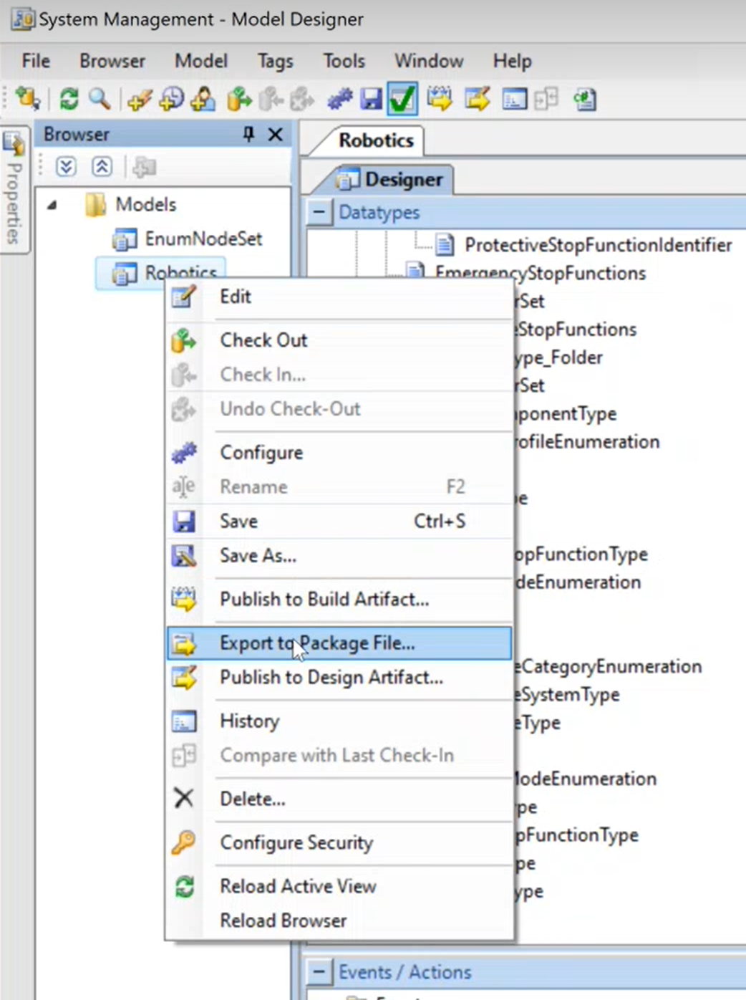 System Management - Model Designer
File Browser Model Tags Tools Window Help
Properties
Browser
Models
EnumNodeSet
Robotics
Robotics
Designer
Datatypes
ProtectiveStopFunctionIdentifier
EmergencyStopFunctions
rSet
eStopFunctions
ype_Folder
rSet
ponentType
rofileEnumeration
pe
opFunctionType
deEnumeration
eCategoryEnumeration
eSystemType
eType
ModeEnumeration
pe
pFunctionType
pe
ype
Edit
Check Out
Check In...
Undo Check-Out
Configure
Rename F2
Save Ctrl+S
Save As...
Publish to Build Artifact...
Export to Package File...
Publish to Design Artifact...
History
Compare with Last Check-In
Delete...
Configure Security
Reload Active View
Reload Browser
Events / Actions